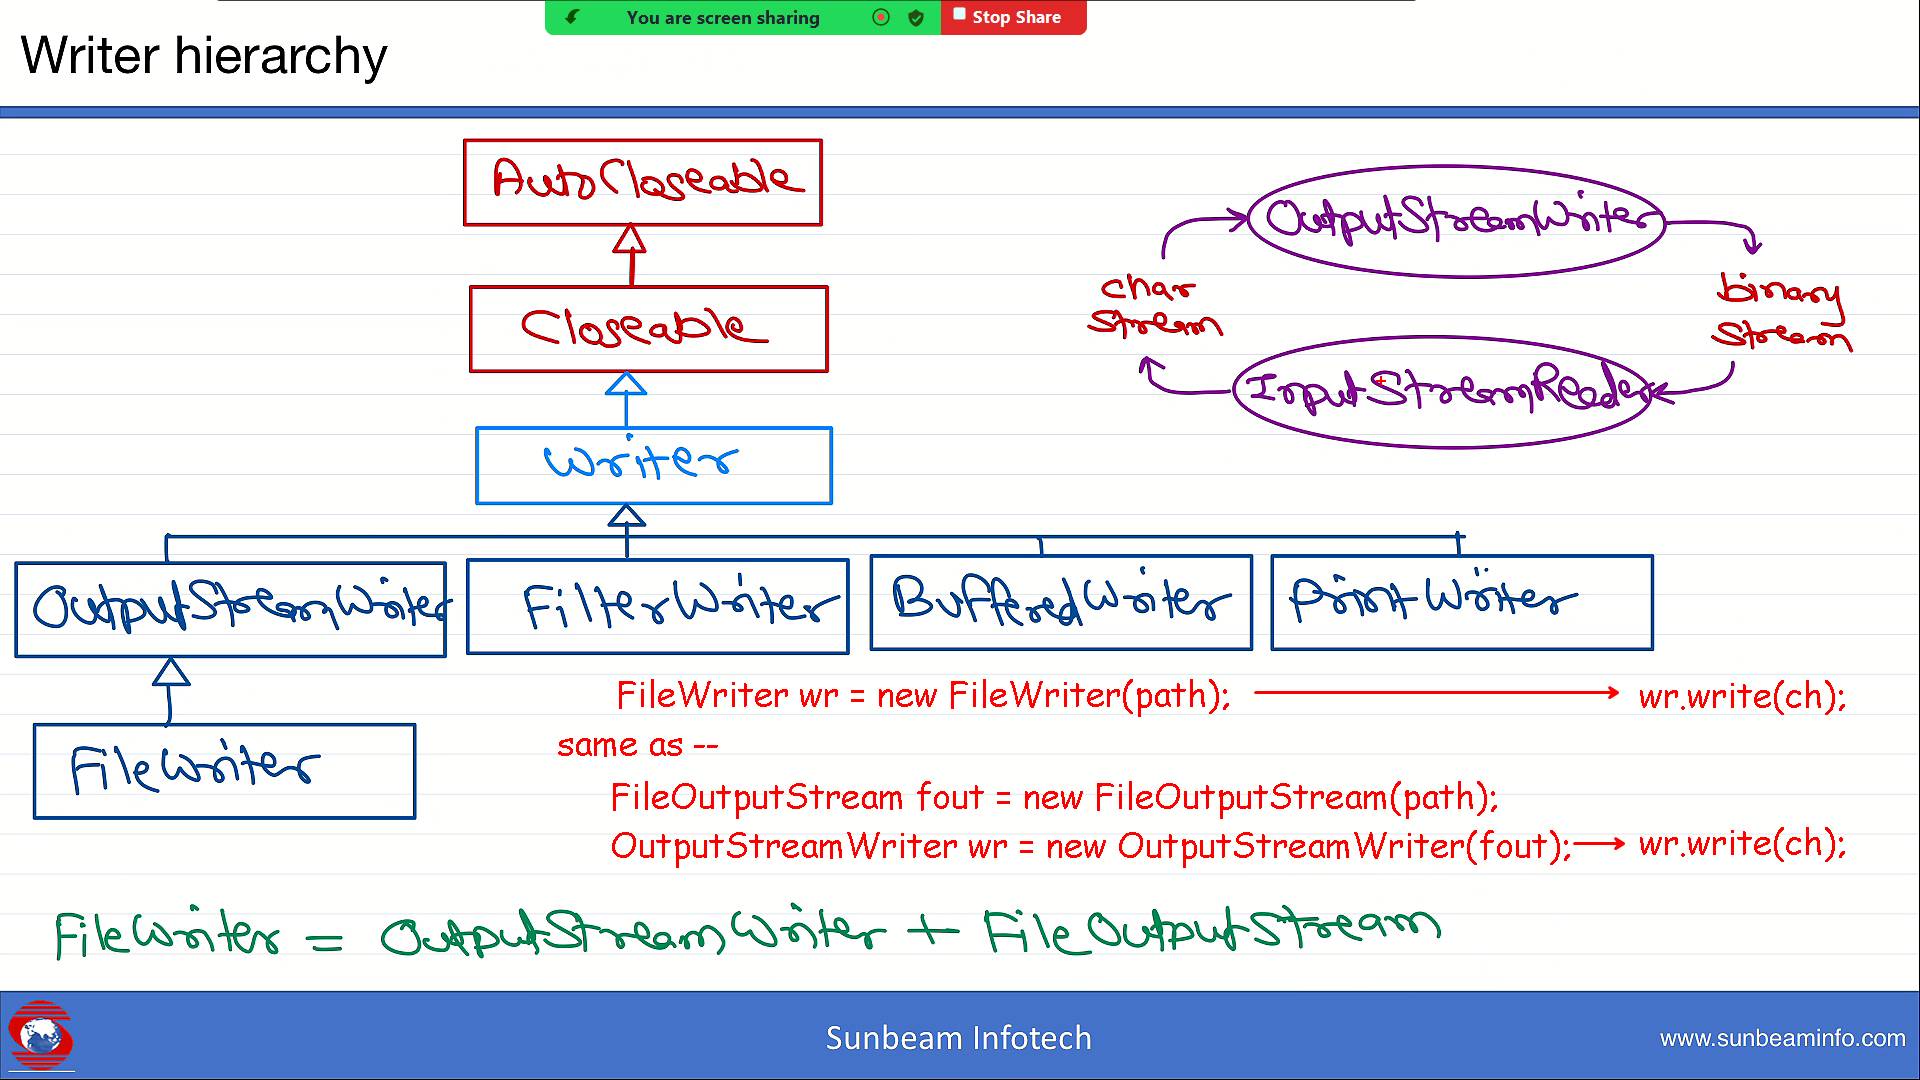 You are screen sharing
Stop Share
Writer hierarchy
AutoCloseable
Closeable
Writer
OutputStreamWriter
FilterWriter
BufferedWriter
PrintWriter
FileWriter
OutputStreamWriter
char
stream
binary
stream
InputStreamReader
FileWriter wr = new FileWriter(path);
wr.write(ch);
same as --
FileOutputStream fout = new FileOutputStream(path);
OutputStreamWriter wr = new OutputStreamWriter(fout);
wr.write(ch);
FileWriter = OutputStreamWriter + FileOutputStream
Sunbeam Infotech
www.sunbeaminfo.com